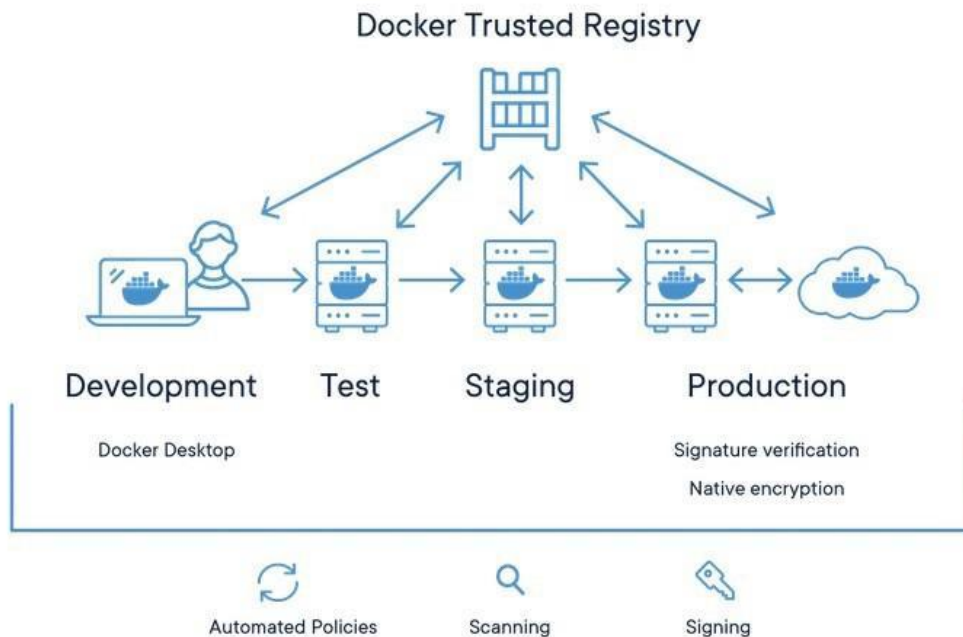 Docker Trusted Registry
Development
Test
Staging
Production
Docker Desktop
Signature verification
Native encryption
Automated Policies
Scanning
Signing